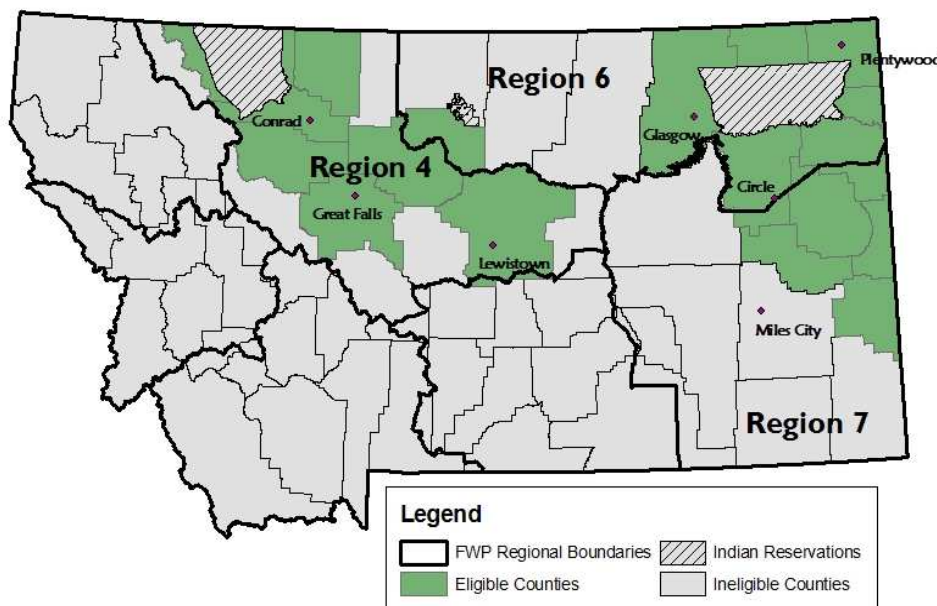 Plentywood
Region 6
Conrad
Glasgow
Region 4
Circle
Great Falls
Lewistown
Miles City
Region 7
Legend
FWP Regional Boundaries
Indian Reservations
Eligible Counties
Ineligible Counties